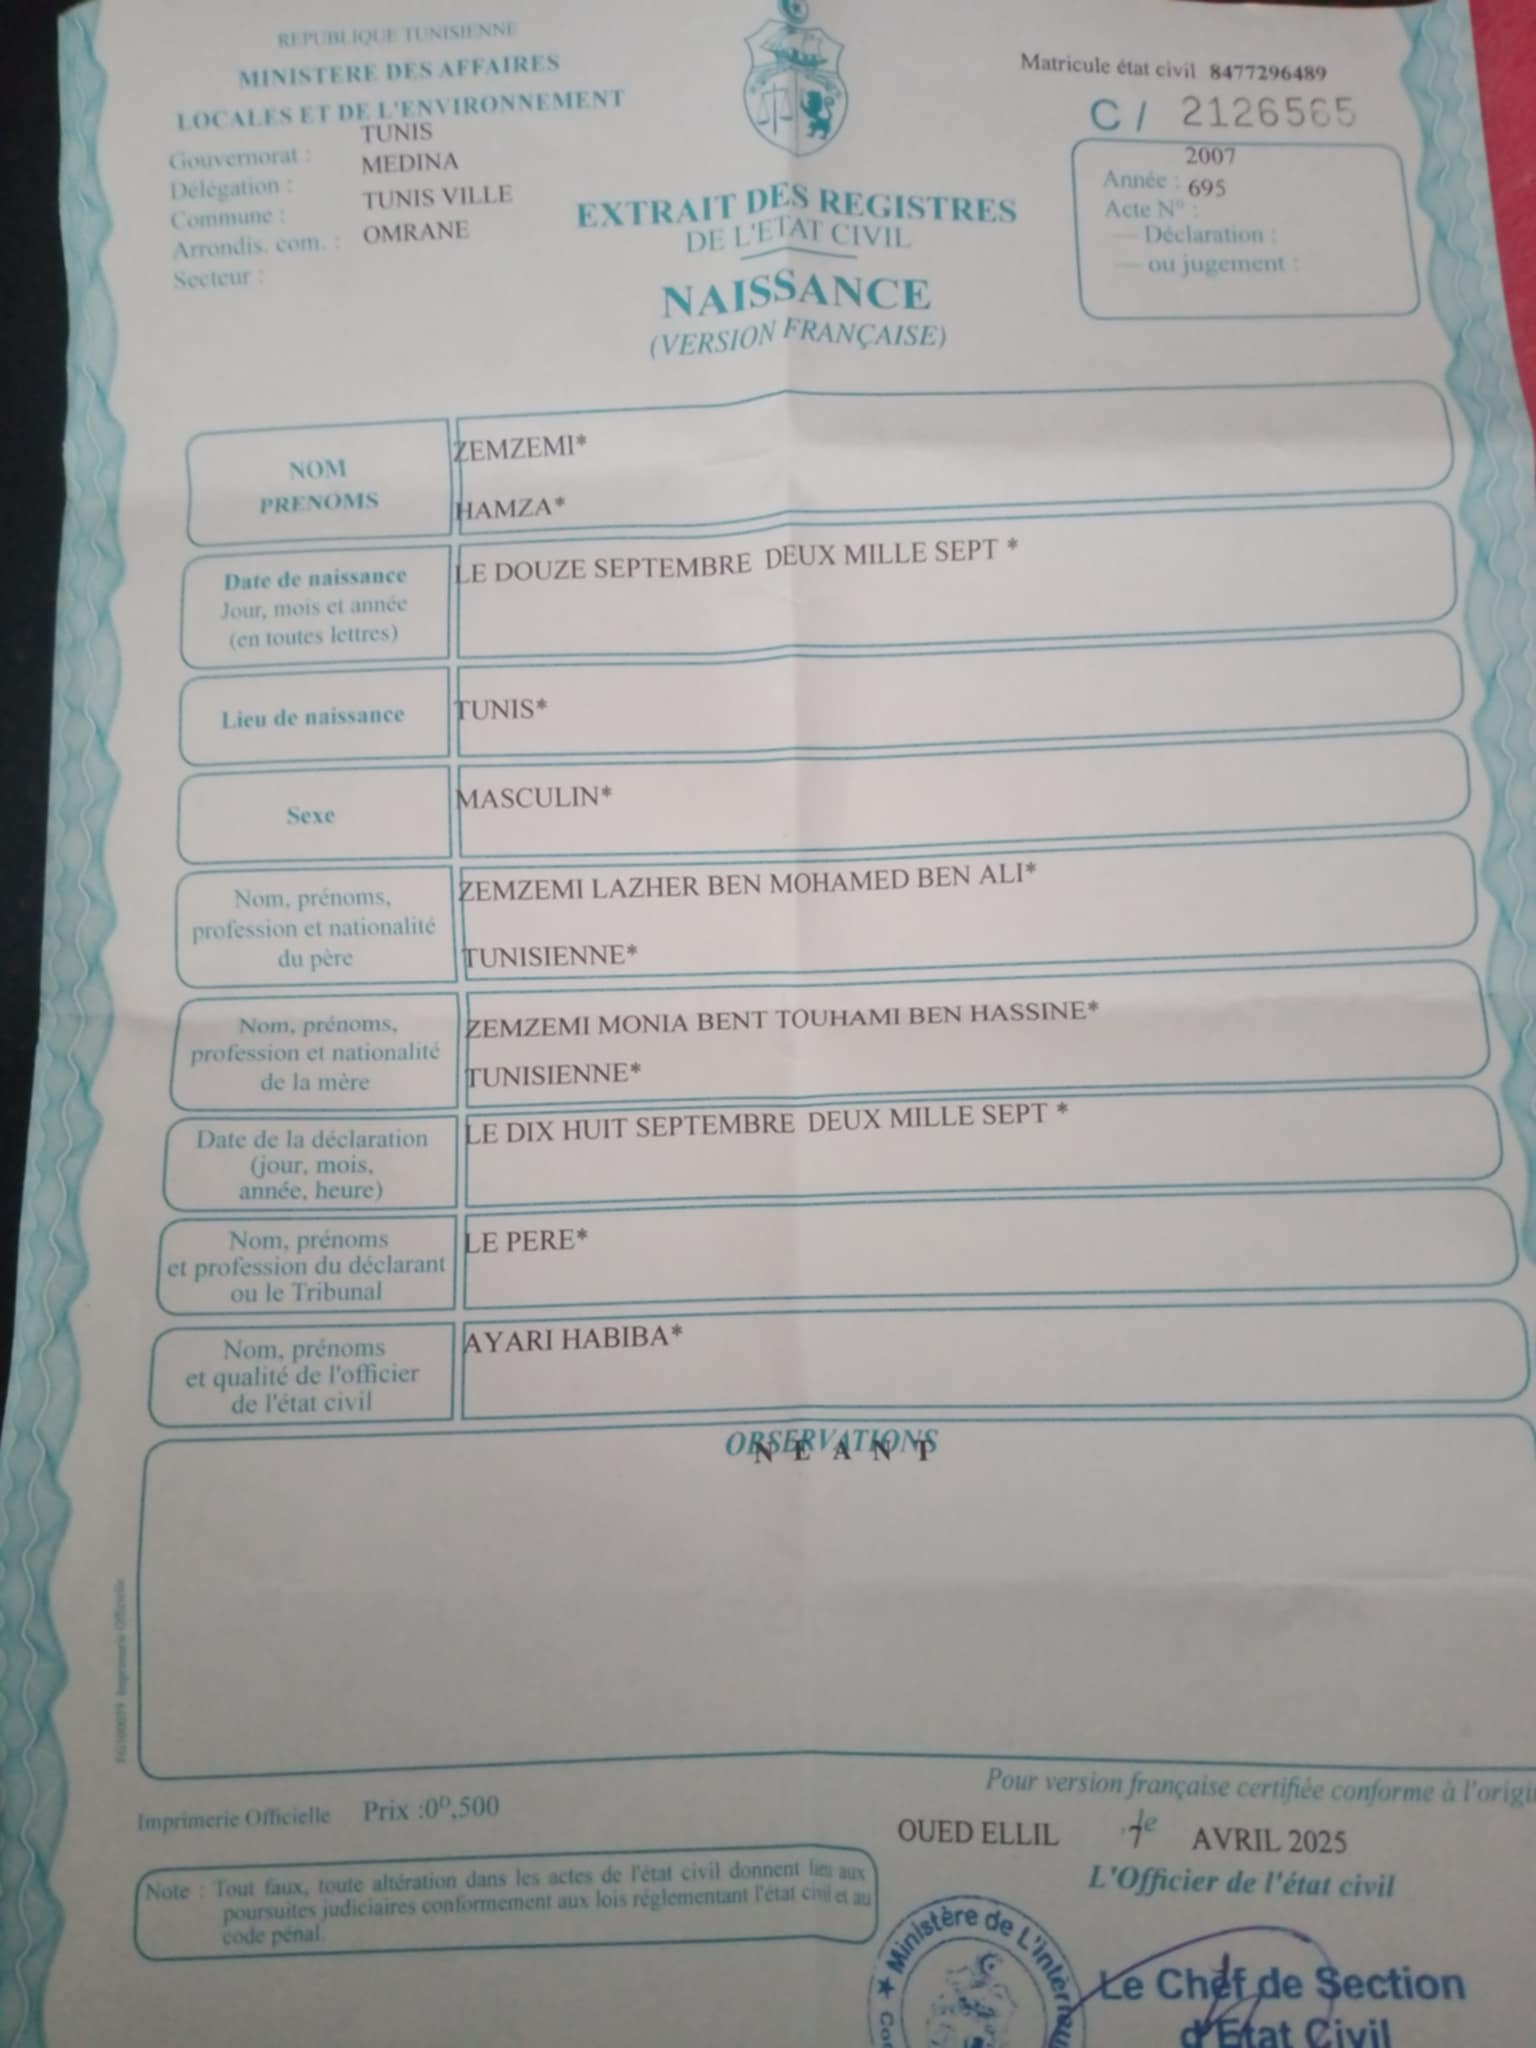 REPUBLIQUE TUNISIENNE
MINISTERE DES AFFAIRES
LOCALES ET DE L'ENVIRONNEMENT
Gouvernorat : TUNIS
Délégation : MEDINA
Commune : TUNIS VILLE
Arrondis. com. : OMRANE
Secteur :
EXTRAIT DES REGISTRES
DE L'ETAT CIVIL
NAISSANCE
(VERSION FRANÇAISE)
Matricule état civil 8477296489
C / 2126565
Année : 2007
Acte N° : 695
— Déclaration :
— ou jugement :
NOM
PRENOMS
ZEMZEMI*
HAMZA*
Date de naissance
Jour, mois et année
(en toutes lettres)
LE DOUZE SEPTEMBRE DEUX MILLE SEPT *
Lieu de naissance
TUNIS*
Sexe
MASCULIN*
Nom, prénoms,
profession et nationalité
du père
ZEMZEMI LAZHER BEN MOHAMED BEN ALI*
TUNISIENNE*
Nom, prénoms,
profession et nationalité
de la mère
ZEMZEMI MONIA BENT TOUHAMI BEN HASSINE*
TUNISIENNE*
Date de la déclaration
(jour, mois,
année, heure)
LE DIX HUIT SEPTEMBRE DEUX MILLE SEPT *
Nom, prénoms
et profession du déclarant
ou le Tribunal
LE PERE*
Nom, prénoms
et qualité de l'officier
de l'état civil
AYARI HABIBA*
OBSERVATIONS
N E A N T
Imprimerie Officielle
Imprimerie Officielle Prix :0ᴰ,500
Pour version française certifiée conforme à l'origi
OUED ELLIL 7 le AVRIL 2025
L'Officier de l'état civil
Note : Tout faux, toute altération dans les actes de l'état civil donnent lieu aux
poursuites judiciaires conformement aux lois réglementant l'état civil et au
code pénal.
★ Ministère de L'intérieu
Le Chef de Section
d'Etat Civil